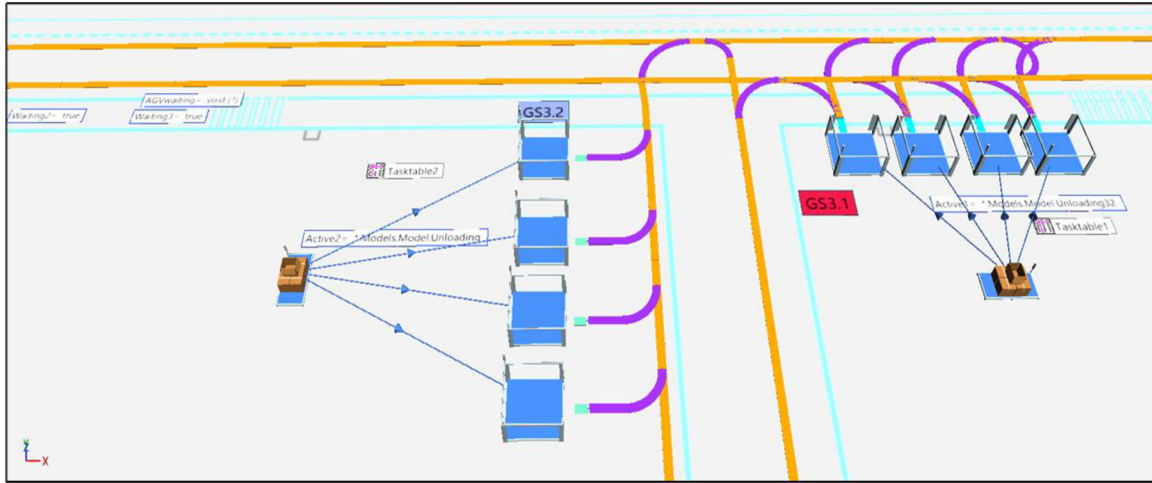 AGVwaiting= void (!)
Waiting2= true
Waiting3= true
GS3.2
Tasktable2
Active2= *.Models.Model.Unloading
GS3.1
Active1= *.Models.Model.Unloading32
Tasktable1
Z
X